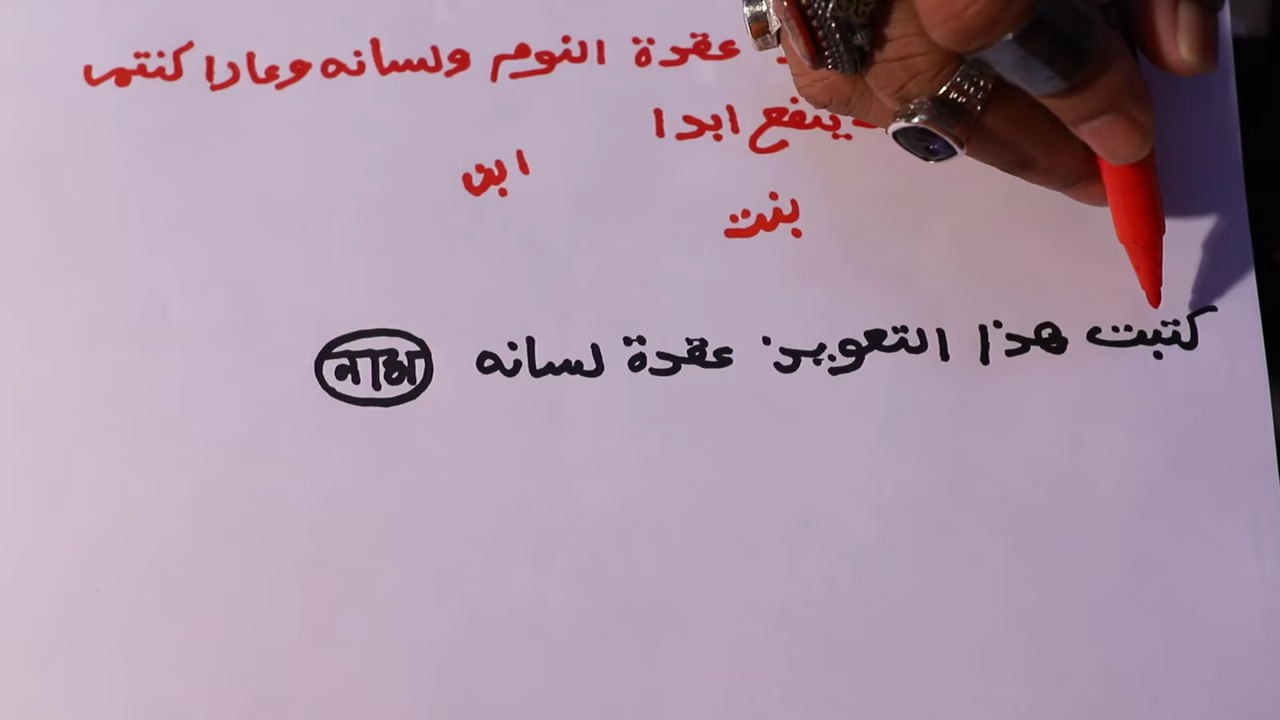 عقدة النوم ولسانه وعارا كنتم
ينفع ابدا
ابن
بنت
كتبت هذا التعويذ عقدة لسانه নাম